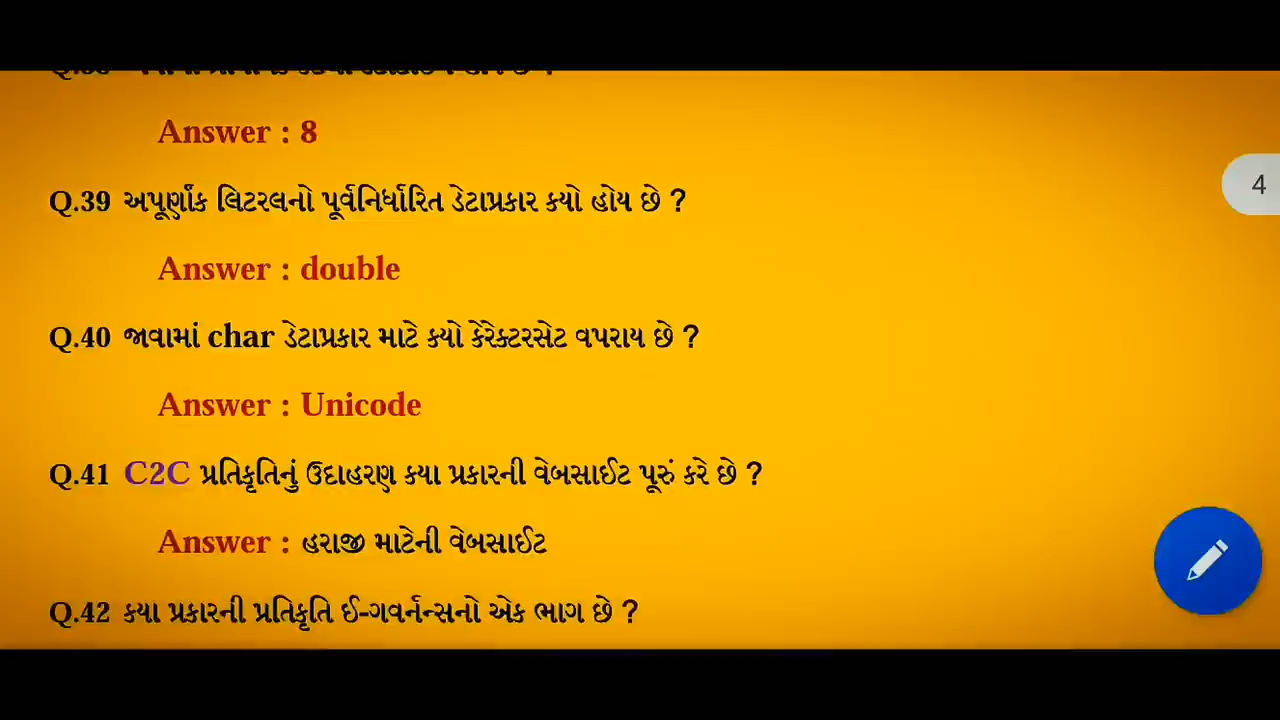 Answer : 8
4
Q.39 અપૂર્ણાંક લિટરલનો પૂર્વનિર્ધારિત ડેટાપ્રકાર કયો હોય છે ?
Answer : double
Q.40 જાવામાં char ડેટાપ્રકાર માટે કયો કેરેક્ટરસેટ વપરાય છે ?
Answer : Unicode
Q.41 C2C પ્રતિકૃતિનું ઉદાહરણ કયા પ્રકારની વેબસાઈટ પૂરું કરે છે ?
Answer : હરાજી માટેની વેબસાઈટ
Q.42 કયા પ્રકારની પ્રતિકૃતિ ઈ-ગવર્નન્સનો એક ભાગ છે ?